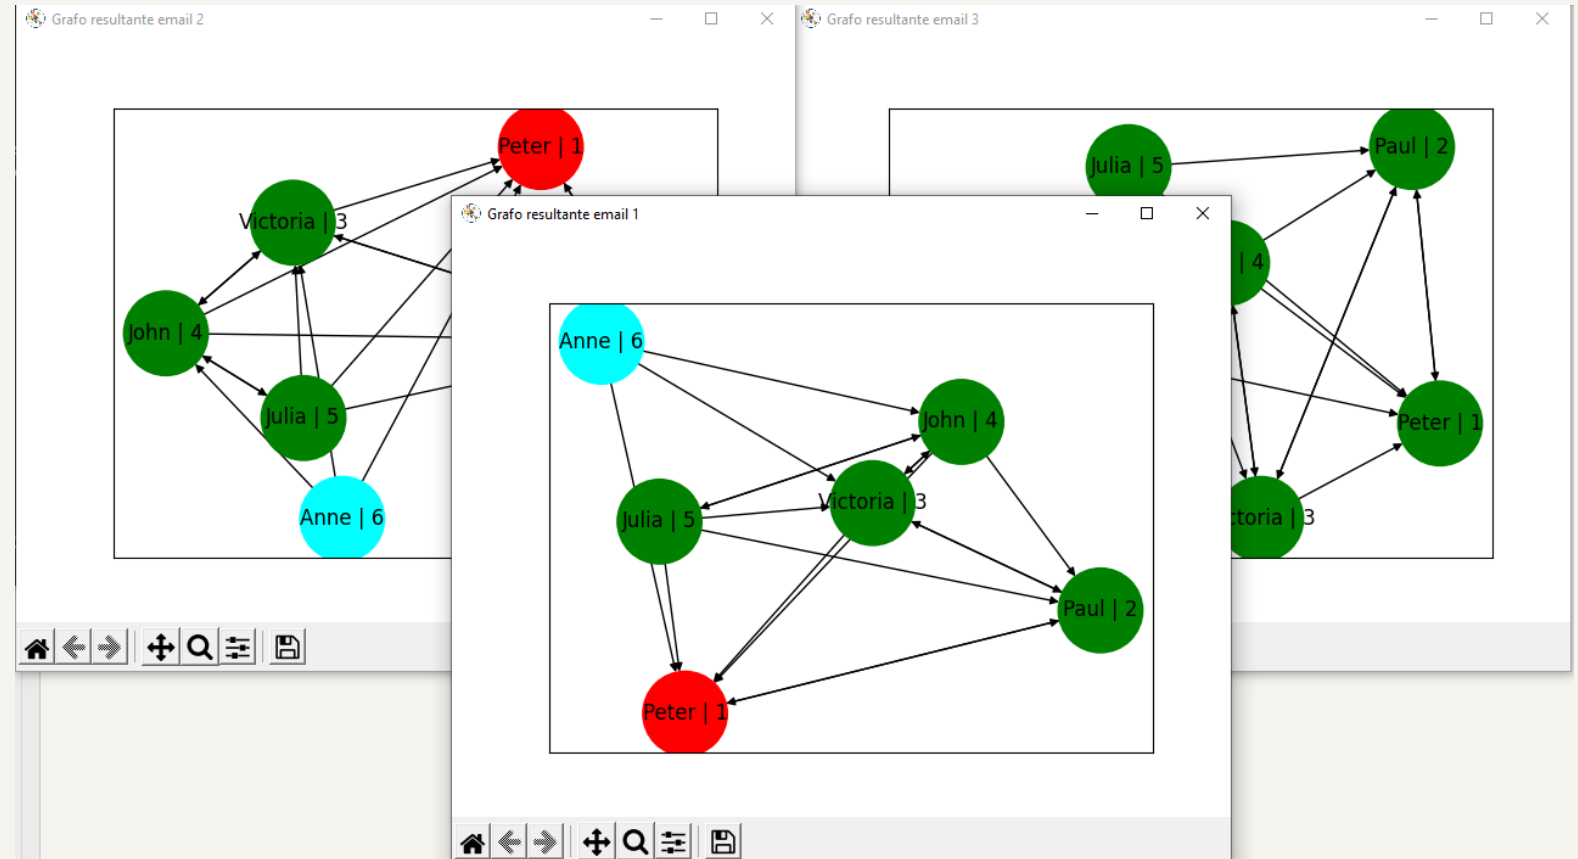 Grafo resultante email 2
Peter | 1
Victoria | 3
John | 4
Julia | 5
Anne | 6
Grafo resultante email 3
Julia | 5
Paul | 2
| 4
Peter | 1
ctoria | 3
Grafo resultante email 1
Anne | 6
John | 4
Victoria | 3
Julia | 5
Paul | 2
Peter | 1